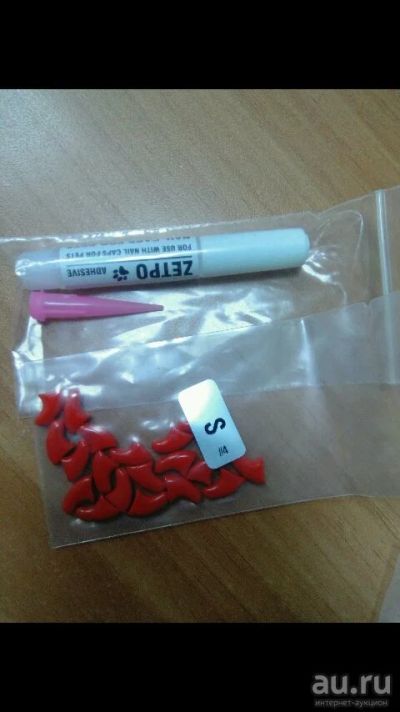 FOR USE WITH NAIL CAPS FOR PETS
ZETPO
ADHESIVE
S
au.ru
интернет-аукцион